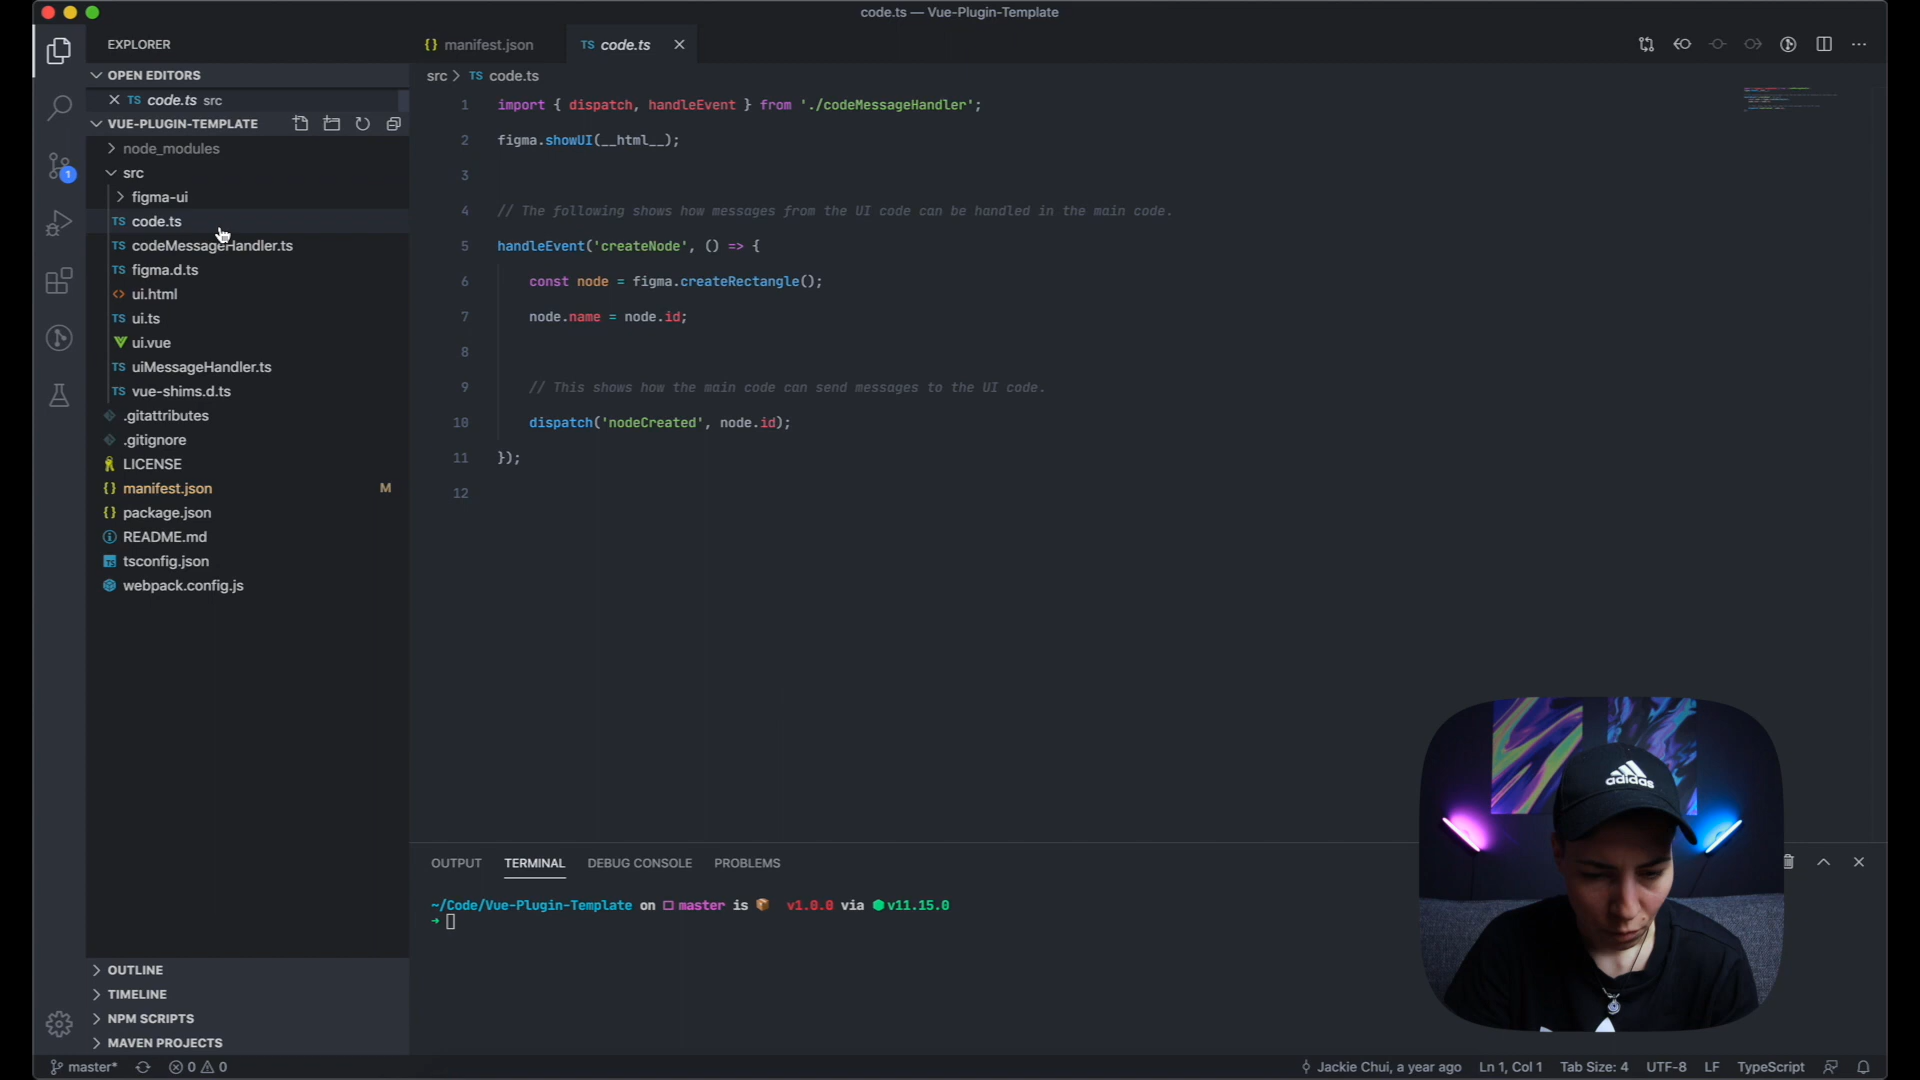 code.ts — Vue-Plugin-Template
EXPLORER
OPEN EDITORS
TS code.ts src
VUE-PLUGIN-TEMPLATE
node_modules
src
figma-ui
TS code.ts
TS codeMessageHandler.ts
TS figma.d.ts
<> ui.html
TS ui.ts
ui.vue
TS uiMessageHandler.ts
TS vue-shims.d.ts
.gitattributes
.gitignore
LICENSE
{} manifest.json M
{} package.json
README.md
TS tsconfig.json
webpack.config.js
OUTLINE
TIMELINE
NPM SCRIPTS
MAVEN PROJECTS
1
{} manifest.json
TS code.ts
src > TS code.ts
1 import { dispatch, handleEvent } from './codeMessageHandler';
2 figma.showUI(__html__);
3
4 // The following shows how messages from the UI code can be handled in the main code.
5 handleEvent('createNode', () => {
6 const node = figma.createRectangle();
7 node.name = node.id;
8
9 // This shows how the main code can send messages to the UI code.
10 dispatch('nodeCreated', node.id);
11 });
12
OUTPUT TERMINAL DEBUG CONSOLE PROBLEMS
~/Code/Vue-Plugin-Template on master is 📦 v1.0.0 via v11.15.0
→
adidas
master* 0 0 Jackie Chui, a year ago Ln 1, Col 1 Tab Size: 4 UTF-8 LF TypeScript